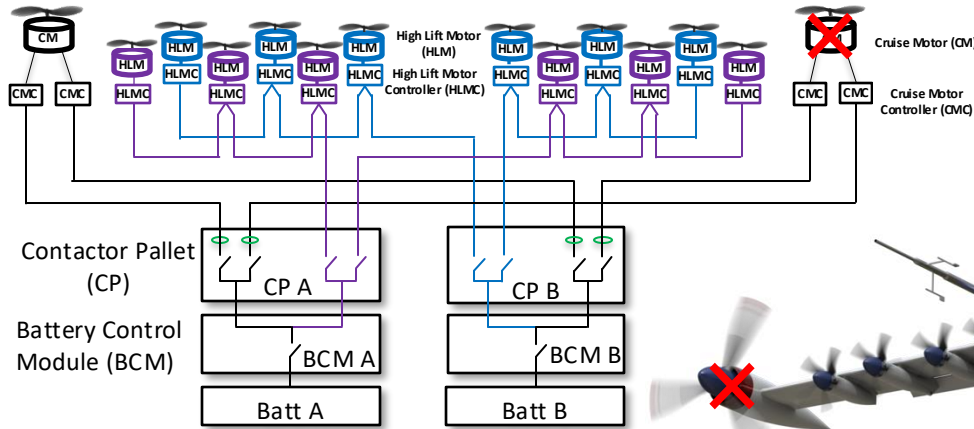 CM
HLM HLM HLM
High Lift Motor
(HLM)
HLM HLM HLM
Cruise Motor (CM)
HLM HLM HLM HLM HLM HLM
HLMC HLMC HLMC
High Lift Motor
Controller (HLMC)
HLMC HLMC HLMC
CMC CMC
HLMC HLMC HLMC HLMC HLMC HLMC
CMC CMC
Cruise Motor
Controller (CMC)
Contactor Pallet
(CP)
CP A
CP B
Battery Control
Module (BCM)
BCM A
BCM B
Batt A
Batt B